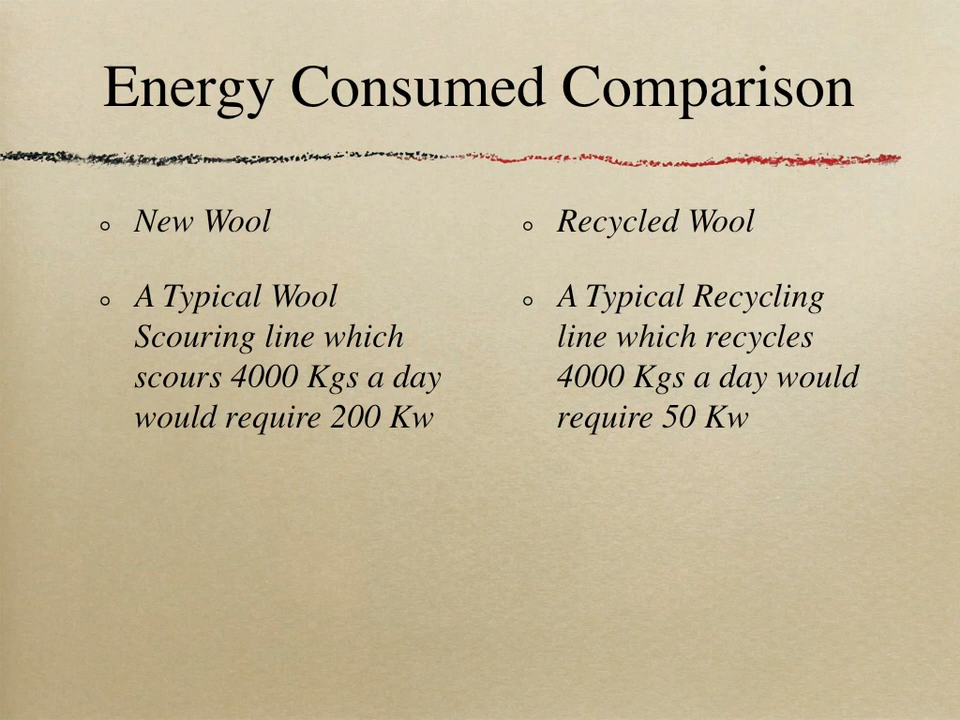 Energy Consumed Comparison
New Wool
A Typical Wool
Scouring line which
scours 4000 Kgs a day
would require 200 Kw
Recycled Wool
A Typical Recycling
line which recycles
4000 Kgs a day would
require 50 Kw